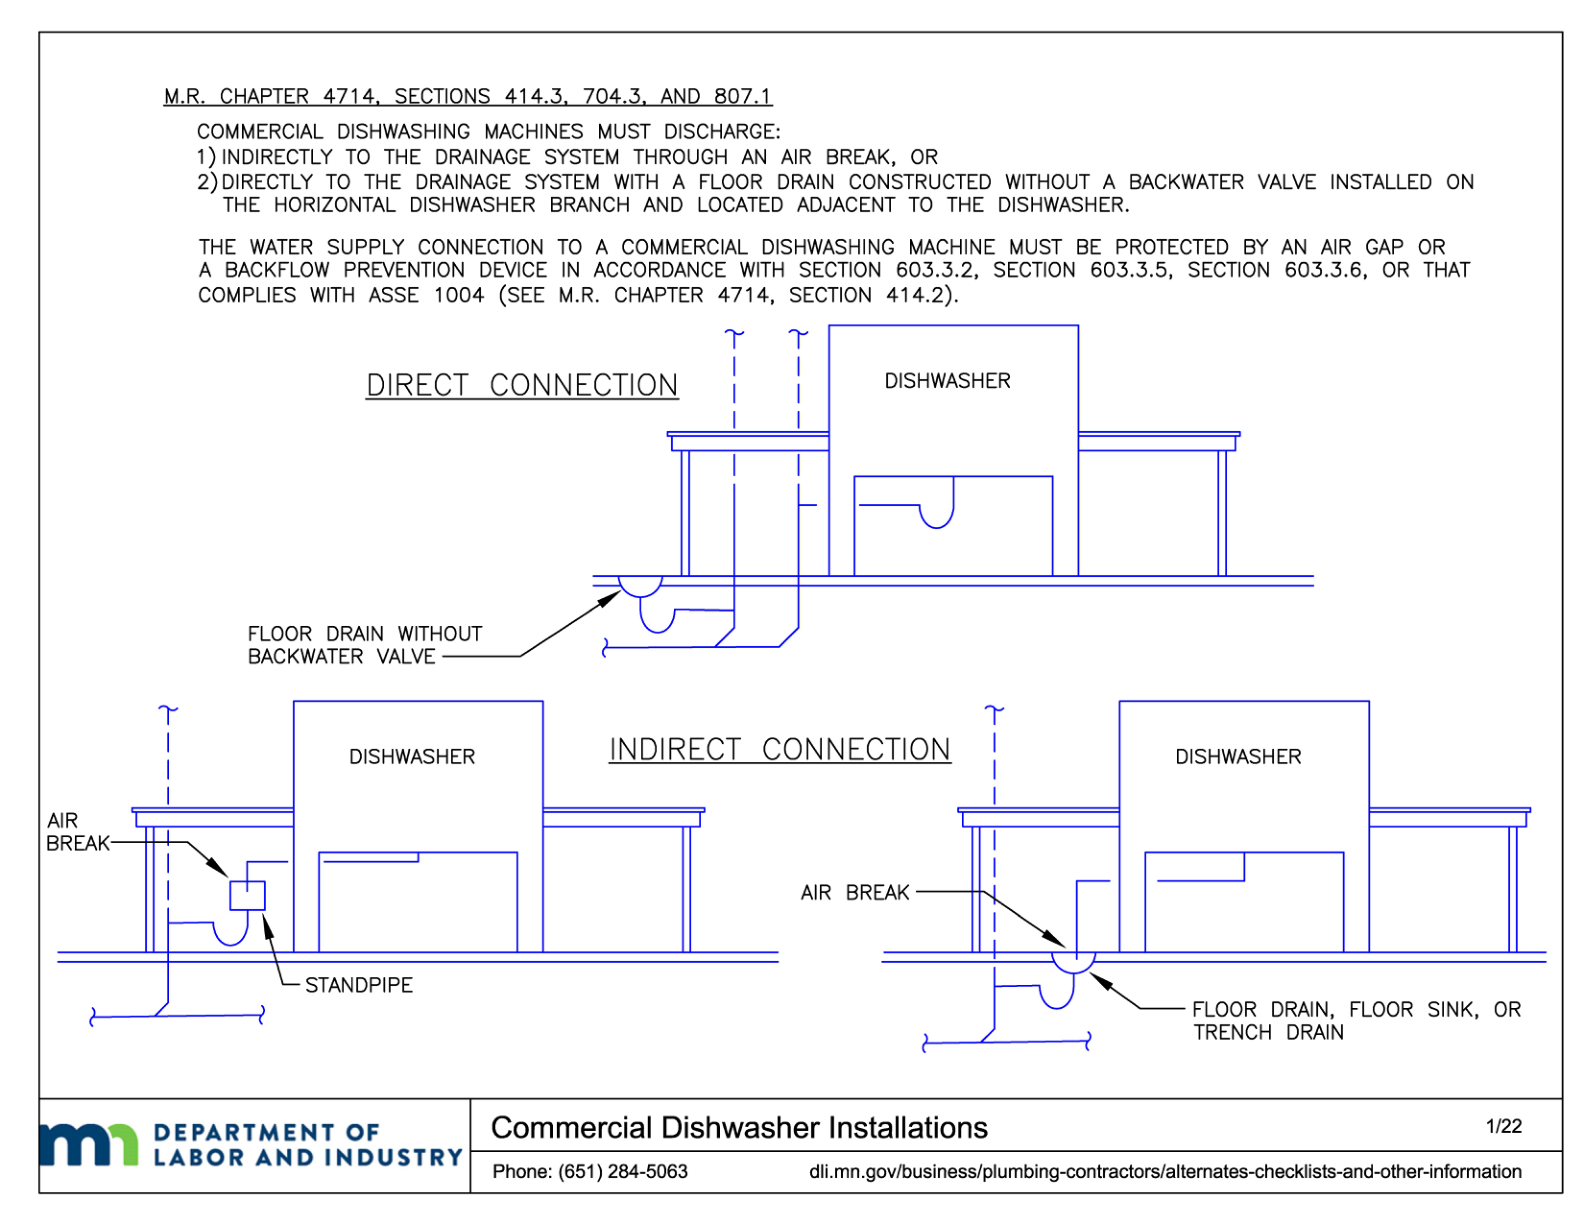 M.R. CHAPTER 4714, SECTIONS 414.3, 704.3, AND 807.1
COMMERCIAL DISHWASHING MACHINES MUST DISCHARGE:
1) INDIRECTLY TO THE DRAINAGE SYSTEM THROUGH AN AIR BREAK, OR
2) DIRECTLY TO THE DRAINAGE SYSTEM WITH A FLOOR DRAIN CONSTRUCTED WITHOUT A BACKWATER VALVE INSTALLED ON
THE HORIZONTAL DISHWASHER BRANCH AND LOCATED ADJACENT TO THE DISHWASHER.
THE WATER SUPPLY CONNECTION TO A COMMERCIAL DISHWASHING MACHINE MUST BE PROTECTED BY AN AIR GAP OR
A BACKFLOW PREVENTION DEVICE IN ACCORDANCE WITH SECTION 603.3.2, SECTION 603.3.5, SECTION 603.3.6, OR THAT
COMPLIES WITH ASSE 1004 (SEE M.R. CHAPTER 4714, SECTION 414.2).
DIRECT CONNECTION
DISHWASHER
FLOOR DRAIN WITHOUT
BACKWATER VALVE
INDIRECT CONNECTION
DISHWASHER
AIR
BREAK
STANDPIPE
DISHWASHER
AIR BREAK
FLOOR DRAIN, FLOOR SINK, OR
TRENCH DRAIN
mn DEPARTMENT OF
LABOR AND INDUSTRY
Commercial Dishwasher Installations
1/22
Phone: (651) 284-5063
dli.mn.gov/business/plumbing-contractors/alternates-checklists-and-other-information